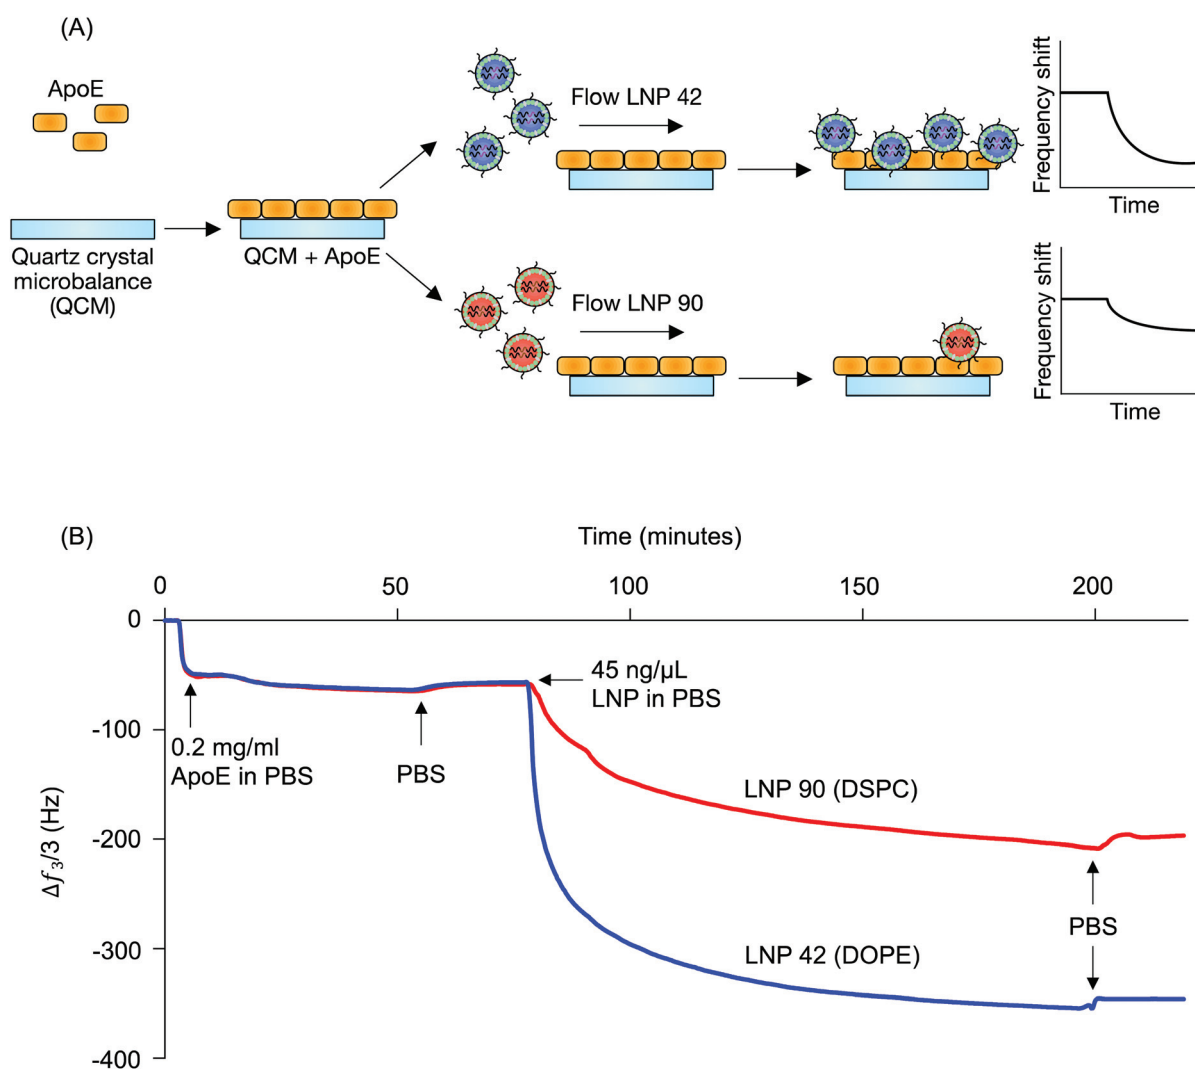 (A)
ApoE
Quartz crystal
microbalance
(QCM)
QCM + ApoE
Flow LNP 42
Frequency shift
Time
Flow LNP 90
Frequency shift
Time
(B)
Time (minutes)
0
50
100
150
200
0
-100
-200
-300
-400
Δf₃/3 (Hz)
0.2 mg/ml
ApoE in PBS
PBS
45 ng/μL
LNP in PBS
LNP 90 (DSPC)
LNP 42 (DOPE)
PBS